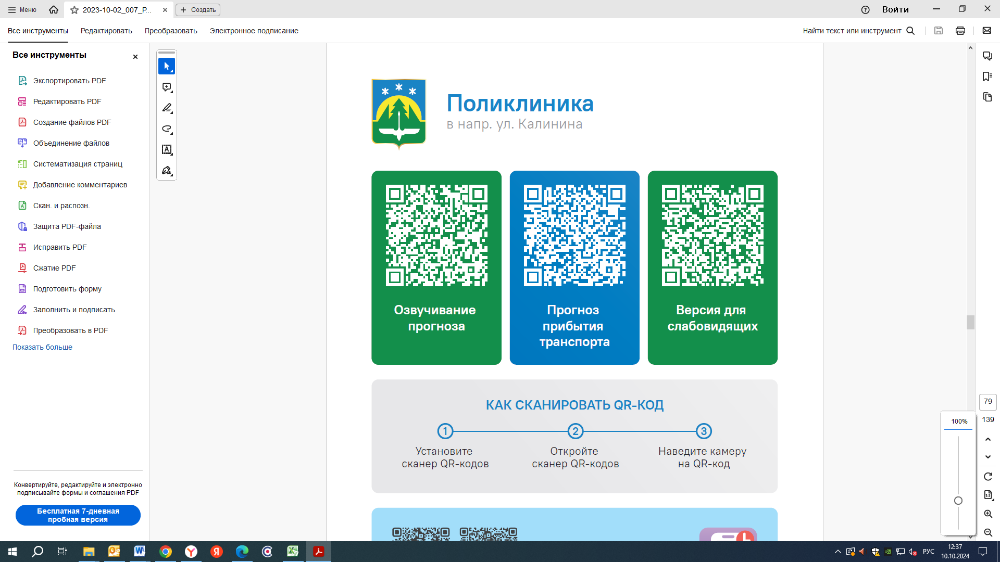 Меню
2023-10-02_007_P...
Создать
Войти
Все инструменты
Редактировать
Преобразовать
Электронное подписание
Найти текст или инструмент
Все инструменты
Экспортировать PDF
Редактировать PDF
Создание файлов PDF
Объединение файлов
Систематизация страниц
Добавление комментариев
Скан. и распозн.
Защита PDF-файла
Исправить PDF
Сжатие PDF
Подготовить форму
Заполнить и подписать
Преобразовать в PDF
Показать больше
Конвертируйте, редактируйте и электронно
подписывайте формы и соглашения PDF
Бесплатная 7-дневная
пробная версия
Поликлиника
в напр. ул. Калинина
Озвучивание
прогноза
Прогноз
прибытия
транспорта
Версия для
слабовидящих
КАК СКАНИРОВАТЬ QR-КОД
1
2
3
Установите
сканер QR-кодов
Откройте
сканер QR-кодов
Наведите камеру
на QR-код
79
139
100%
РУС
12:37
10.10.2024